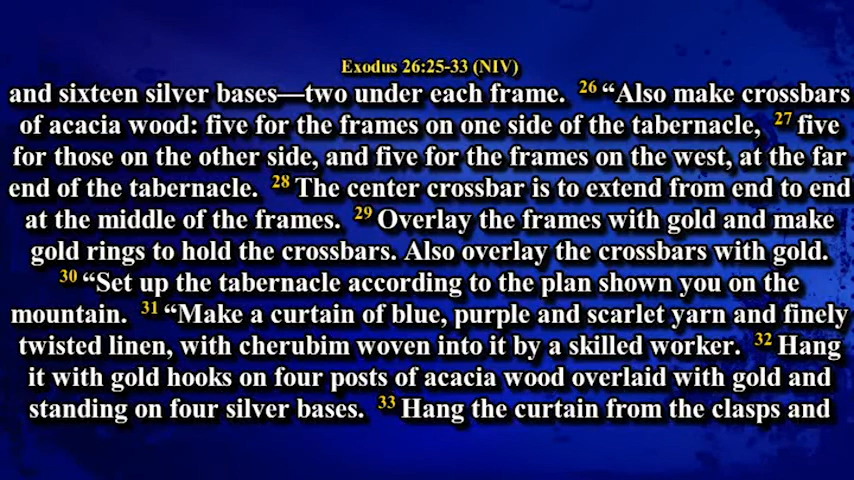 Exodus 26:25-33 (NIV)
and sixteen silver bases—two under each frame. 26 “Also make crossbars
of acacia wood: five for the frames on one side of the tabernacle, 27 five
for those on the other side, and five for the frames on the west, at the far
end of the tabernacle. 28 The center crossbar is to extend from end to end
at the middle of the frames. 29 Overlay the frames with gold and make
gold rings to hold the crossbars. Also overlay the crossbars with gold.
30 “Set up the tabernacle according to the plan shown you on the
mountain. 31 “Make a curtain of blue, purple and scarlet yarn and finely
twisted linen, with cherubim woven into it by a skilled worker. 32 Hang
it with gold hooks on four posts of acacia wood overlaid with gold and
standing on four silver bases. 33 Hang the curtain from the clasps and